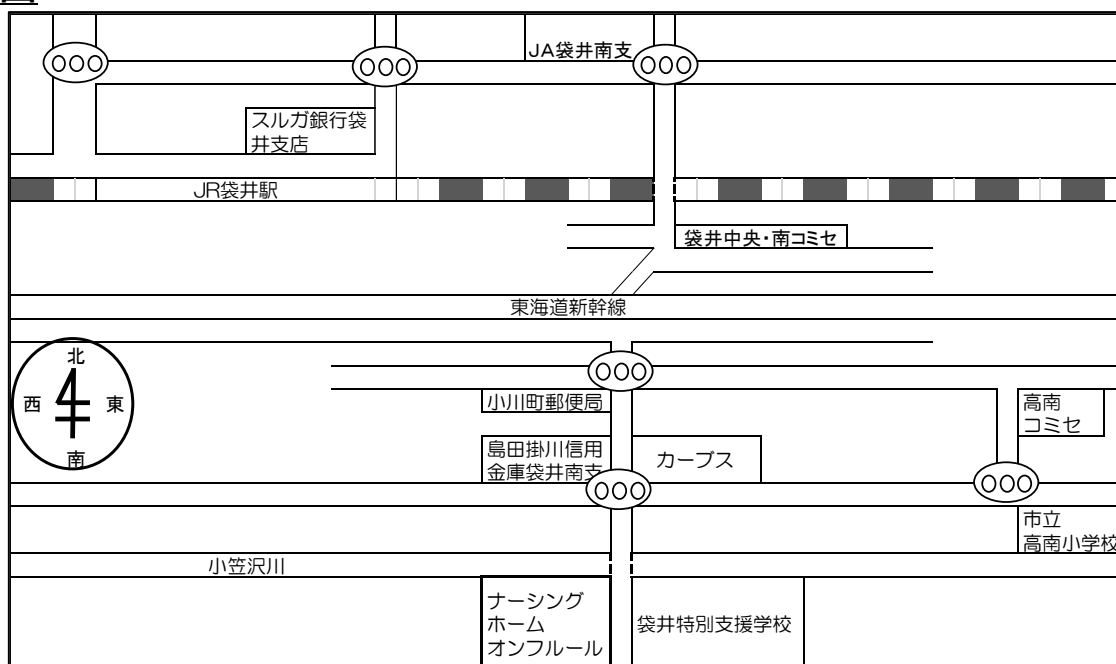 JA袋井南支
スルガ銀行袋
井支店
JR袋井駅
袋井中央・南コミセ
東海道新幹線
北
西
東
南
小川町郵便局
高南
コミセ
島田掛川信用
金庫袋井南支
カーブス
市立
高南小学校
小笠沢川
ナーシング
ホーム
オンフルール
袋井特別支援学校